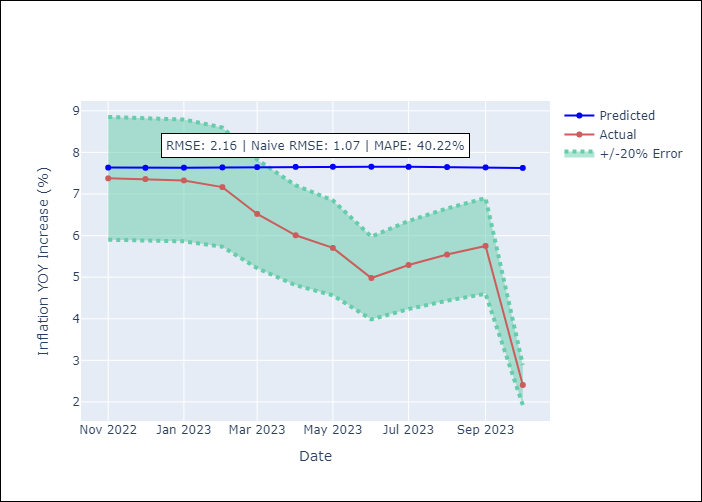 RMSE: 2.16 | Naive RMSE: 1.07 | MAPE: 40.22%
Predicted
Actual
+/-20% Error
Inflation YOY Increase (%)
9
8
7
6
5
4
3
2
Nov 2022
Jan 2023
Mar 2023
May 2023
Jul 2023
Sep 2023
Date